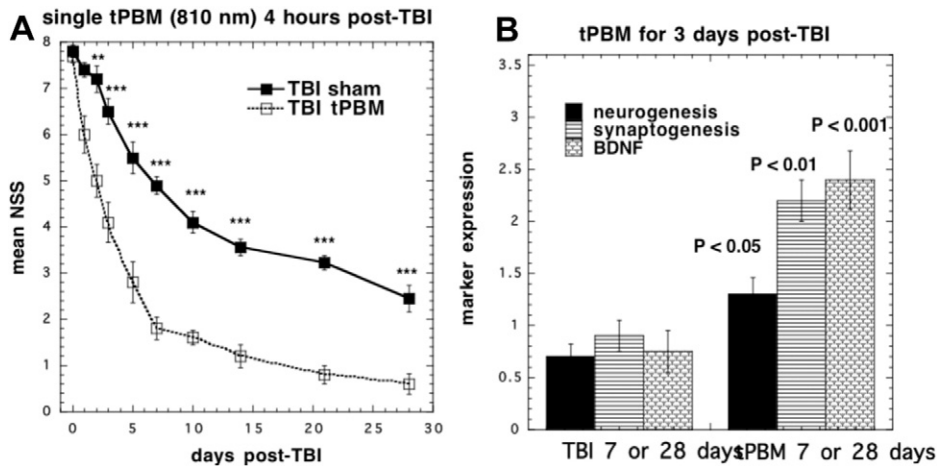 A
single tPBM (810 nm) 4 hours post-TBI
8
7
6
5
4
3
2
1
0
mean NSS
**
***
***
***
***
***
***
***
TBI sham
TBI tPBM
0 5 10 15 20 25 30
days post-TBI
B
tPBM for 3 days post-TBI
3.5
3
2.5
2
1.5
1
0.5
0
marker expression
neurogenesis
synaptogenesis
BDNF
P < 0.001
P < 0.01
P < 0.05
TBI 7 or 28 days
tPBM 7 or 28 days